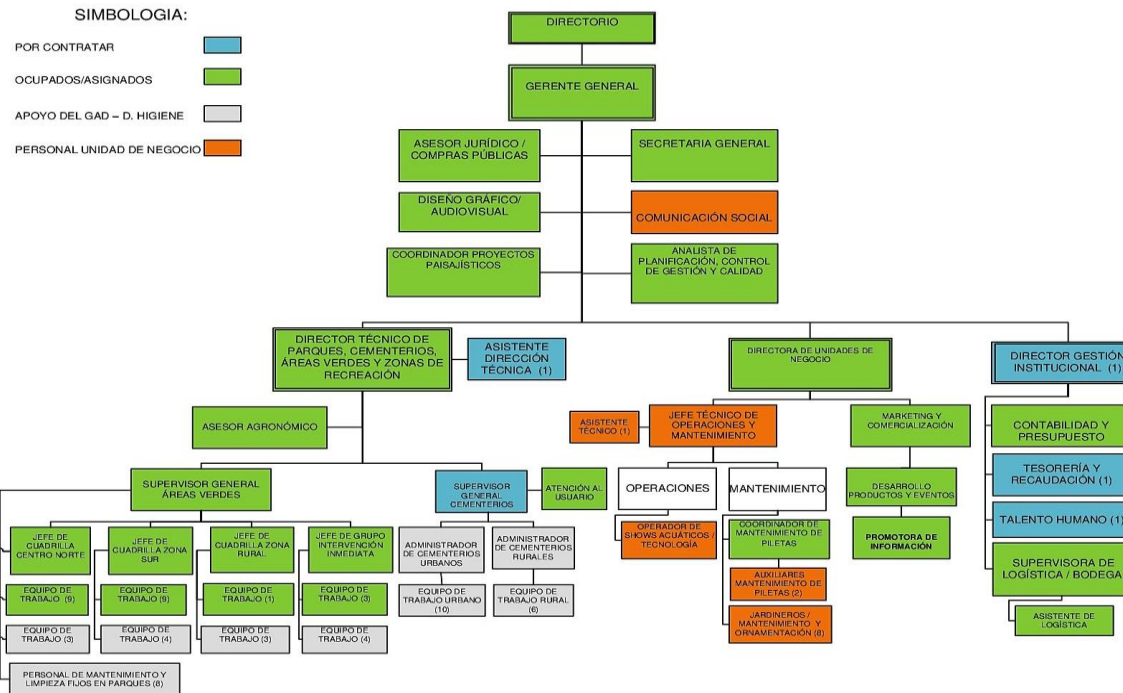 SIMBOLOGIA:
POR CONTRATAR
OCUPADOS/ASIGNADOS
APOYO DEL GAD – D. HIGIENE
PERSONAL UNIDAD DE NEGOCIO
DIRECTORIO
GERENTE GENERAL
ASESOR JURÍDICO /
COMPRAS PÚBLICAS
SECRETARIA GENERAL
DISEÑO GRÁFICO/
AUDIOVISUAL
COMUNICACIÓN SOCIAL
COORDINADOR PROYECTOS
PAISAJÍSTICOS
ANALISTA DE
PLANIFICACIÓN, CONTROL
DE GESTIÓN Y CALIDAD
DIRECTOR TÉCNICO DE
PARQUES, CEMENTERIOS,
ÁREAS VERDES Y ZONAS DE
RECREACIÓN
ASISTENTE
DIRECCIÓN
TÉCNICA (1)
DIRECTORA DE UNIDADES DE
NEGOCIO
DIRECTOR GESTIÓN
INSTITUCIONAL (1)
ASESOR AGRONÓMICO
ASISTENTE
TÉCNICO (1)
JEFE TÉCNICO DE
OPERACIONES Y
MANTENIMIENTO
MARKETING Y
COMERCIALIZACIÓN
CONTABILIDAD Y
PRESUPUESTO
SUPERVISOR GENERAL
ÁREAS VERDES
SUPERVISOR
GENERAL
CEMENTERIOS
ATENCIÓN AL
USUARIO
OPERACIONES
MANTENIMIENTO
DESARROLLO
PRODUCTOS Y EVENTOS
TESORERÍA Y
RECAUDACIÓN (1)
JEFE DE
CUADRILLA
CENTRO NORTE
JEFE DE
CUADRILLA ZONA
SUR
JEFE DE
CUADRILLA ZONA
RURAL
JEFE DE GRUPO
INTERVENCIÓN
INMEDIATA
ADMINISTRADOR
DE CEMENTERIOS
URBANOS
ADMINISTRADOR
DE CEMENTERIOS
RURALES
OPERADOR DE
SHOWS ACUÁTICOS /
TECNOLOGÍA
COORDINADOR DE
MANTENIMIENTO DE
PILETAS
PROMOTORA DE
INFORMACIÓN
TALENTO HUMANO (1)
EQUIPO DE
TRABAJO (9)
EQUIPO DE
TRABAJO (9)
EQUIPO DE
TRABAJO (1)
EQUIPO DE
TRABAJO (3)
EQUIPO DE
TRABAJO URBANO
(10)
EQUIPO DE
TRABAJO RURAL
(6)
AUXILIARES
MANTENIMIENTO DE
PILETAS (2)
SUPERVISORA DE
LOGÍSTICA / BODEGA
EQUIPO DE
TRABAJO (3)
EQUIPO DE
TRABAJO (4)
EQUIPO DE
TRABAJO (3)
EQUIPO DE
TRABAJO (4)
JARDINEROS /
MANTENIMIENTO Y
ORNAMENTACIÓN (8)
ASISTENTE DE
LOGÍSTICA
PERSONAL DE MANTENIMIENTO Y
LIMPIEZA FIJOS EN PARQUES (8)